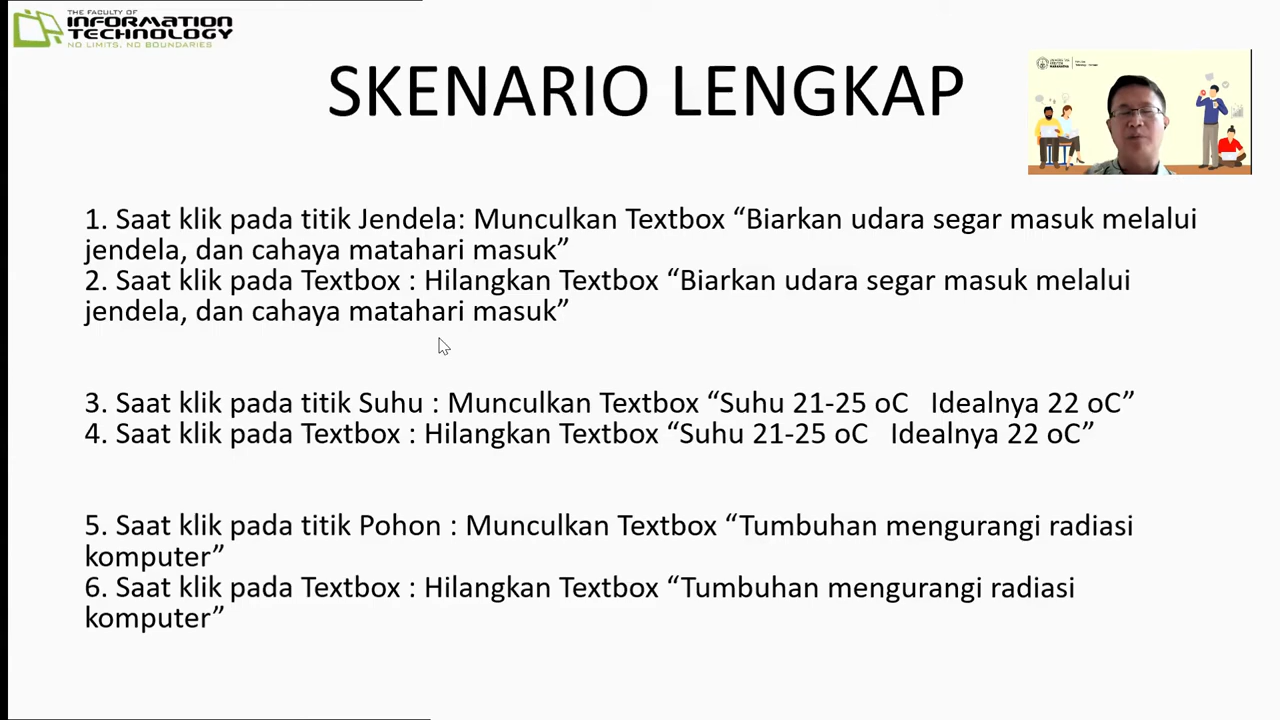 THE FACULTY OF
INFORMATION
TECHNOLOGY
NO LIMITS, NO BOUNDARIES
SKENARIO LENGKAP
1. Saat klik pada titik Jendela: Munculkan Textbox “Biarkan udara segar masuk melalui
jendela, dan cahaya matahari masuk”
2. Saat klik pada Textbox : Hilangkan Textbox “Biarkan udara segar masuk melalui
jendela, dan cahaya matahari masuk”
3. Saat klik pada titik Suhu : Munculkan Textbox “Suhu 21-25 oC   Idealnya 22 oC”
4. Saat klik pada Textbox : Hilangkan Textbox “Suhu 21-25 oC   Idealnya 22 oC”
5. Saat klik pada titik Pohon : Munculkan Textbox “Tumbuhan mengurangi radiasi
komputer”
6. Saat klik pada Textbox : Hilangkan Textbox “Tumbuhan mengurangi radiasi
komputer”